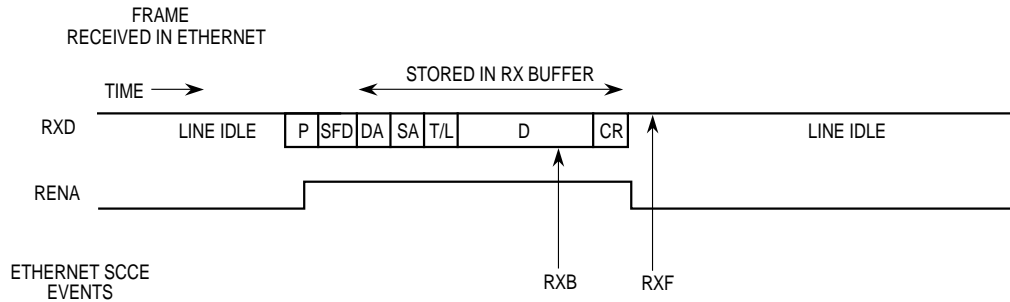 FRAME
RECEIVED IN ETHERNET
STORED IN RX BUFFER
TIME
RXD
LINE IDLE
P
SFD
DA
SA
T/L
D
CR
LINE IDLE
RENA
ETHERNET SCCE
EVENTS
RXB
RXF